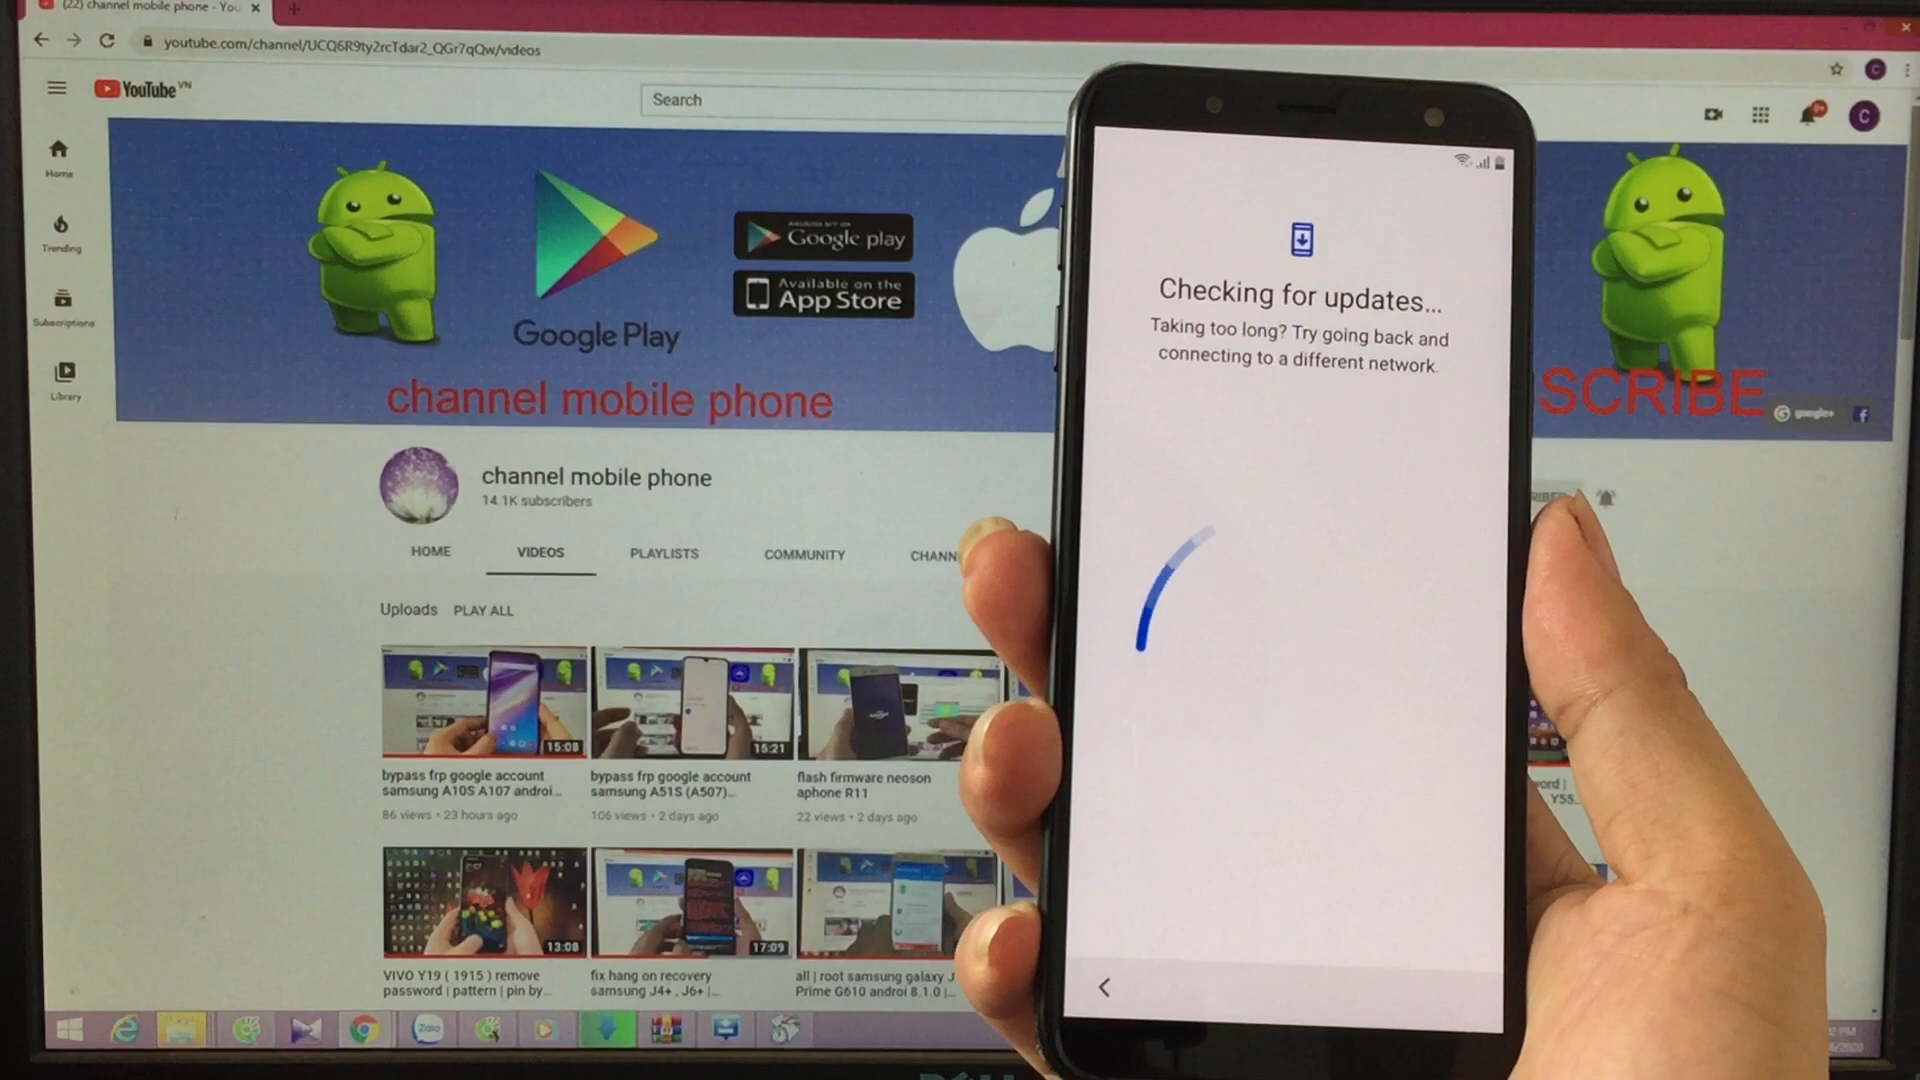 (22) channel mobile phone - You
youtube.com/channel/UCQ6R9ty2rcTdar2_QGr7qQw/videos
YouTube VN
Search
Home
Trending
Subscriptions
Library
Google Play
Google play
Available on the
App Store
channel mobile phone
SCRIBE
google+
channel mobile phone
14.1K subscribers
HOME
VIDEOS
PLAYLISTS
COMMUNITY
CHANN
Uploads
PLAY ALL
15:08
15:21
bypass frp google account
samsung A10S A107 androi...
86 views • 23 hours ago
bypass frp google account
samsung A51S (A507)...
106 views • 2 days ago
flash firmware neoson
aphone R11
22 views • 2 days ago
13:08
17:09
VIVO Y19 ( 1915 ) remove
password | pattern | pin by...
fix hang on recovery
samsung J4+ , J6+ |...
all | root samsung galaxy J
Prime G610 androi 8.1.0 |...
Y55...
Zalo
C
C
Checking for updates...
Taking too long? Try going back and
connecting to a different network.